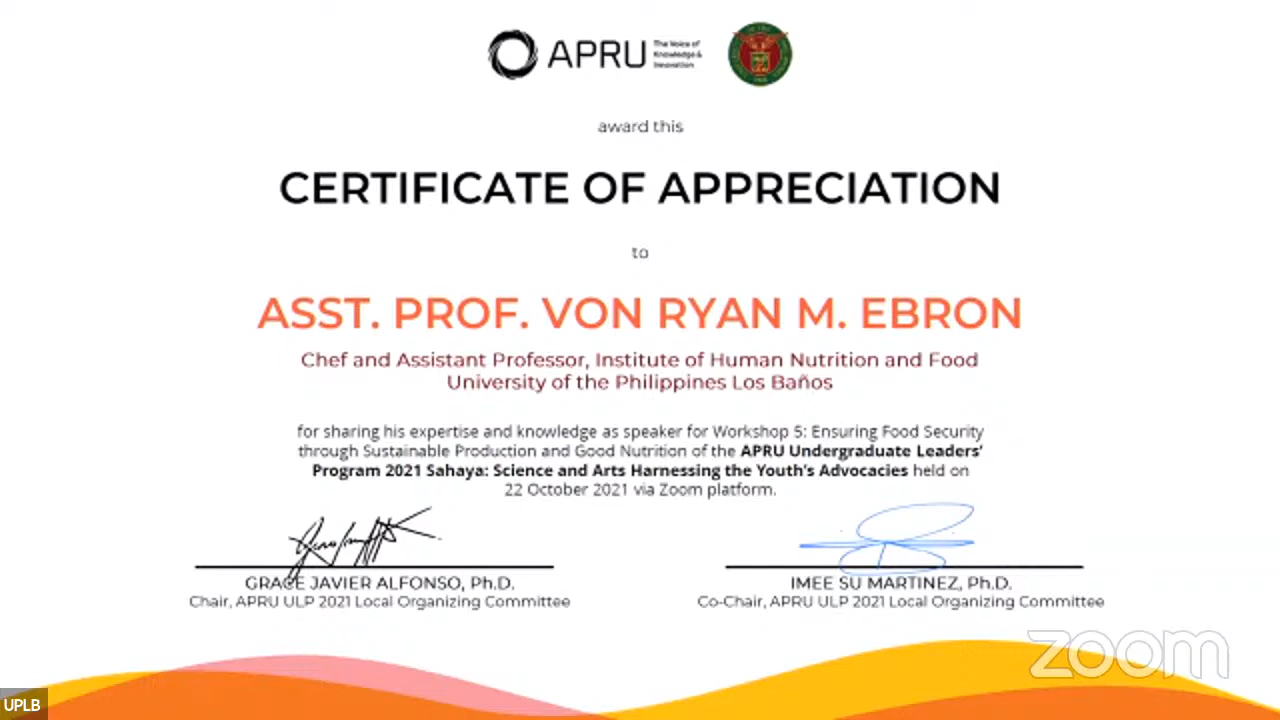 APRU
The Voice of
Knowledge &
Innovation
award this
CERTIFICATE OF APPRECIATION
to
ASST. PROF. VON RYAN M. EBRON
Chef and Assistant Professor, Institute of Human Nutrition and Food
University of the Philippines Los Baños
for sharing his expertise and knowledge as speaker for Workshop 5: Ensuring Food Security
through Sustainable Production and Good Nutrition of the APRU Undergraduate Leaders'
Program 2021 Sahaya: Science and Arts Harnessing the Youth's Advocacies held on
22 October 2021 via Zoom platform.
GRACE JAVIER ALFONSO, Ph.D.
Chair, APRU ULP 2021 Local Organizing Committee
IMEE SU MARTINEZ, Ph.D.
Co-Chair, APRU ULP 2021 Local Organizing Committee
zoom
UPLB